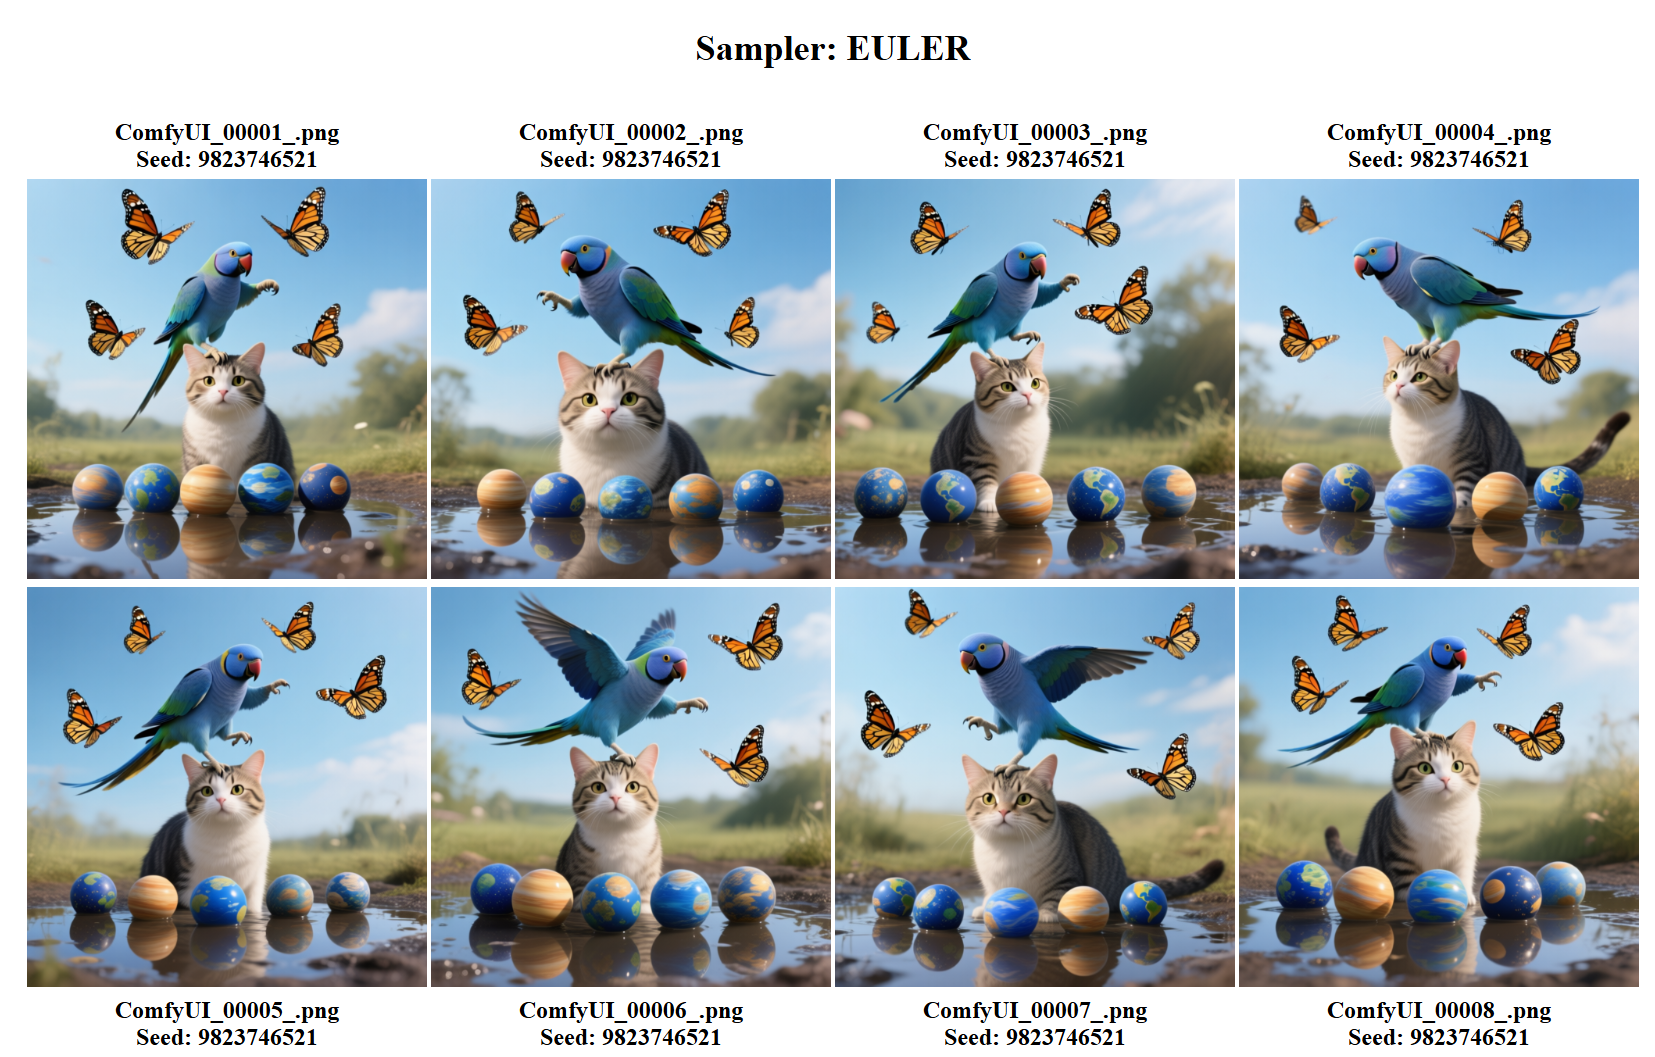 Sampler: EULER
ComfyUI_00001_.png
Seed: 9823746521
ComfyUI_00002_.png
Seed: 9823746521
ComfyUI_00003_.png
Seed: 9823746521
ComfyUI_00004_.png
Seed: 9823746521
ComfyUI_00005_.png
Seed: 9823746521
ComfyUI_00006_.png
Seed: 9823746521
ComfyUI_00007_.png
Seed: 9823746521
ComfyUI_00008_.png
Seed: 9823746521